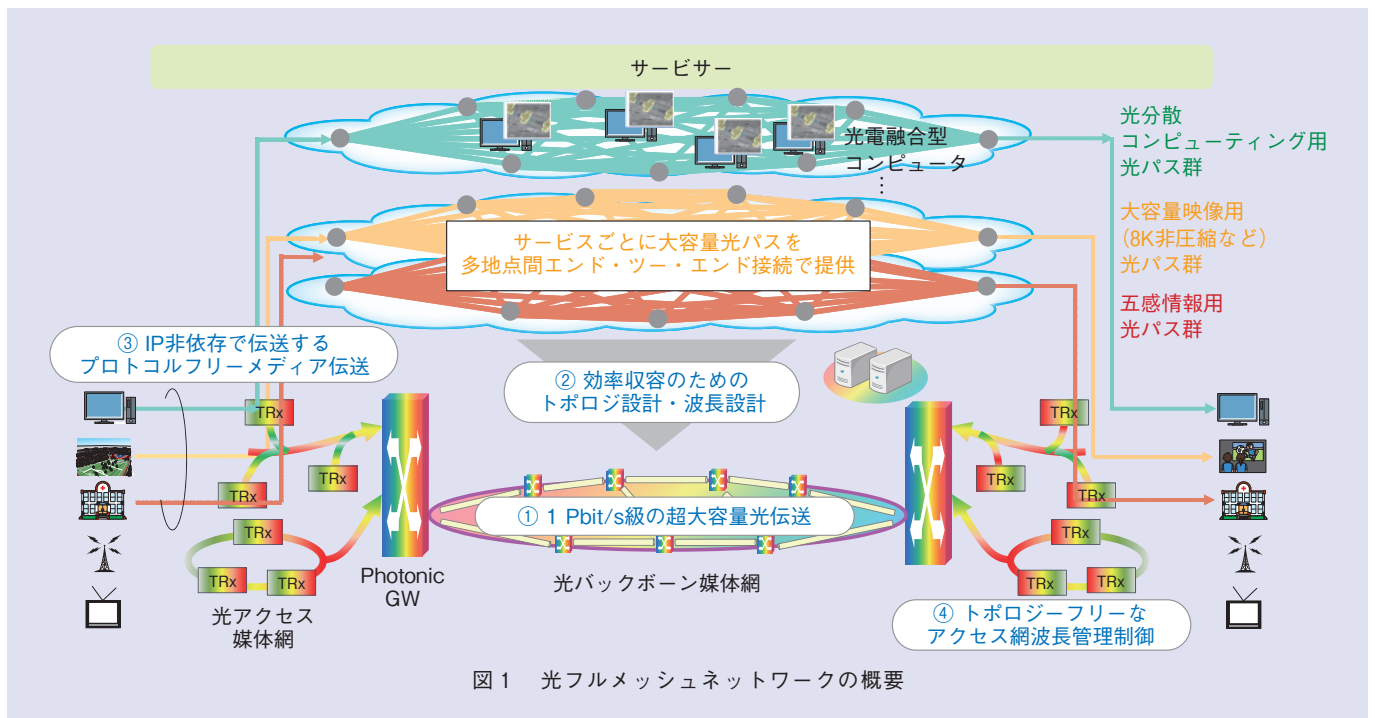 サービサー
光電融合型
コンピュータ
…
光分散
コンピューティング用
光パス群
大容量映像用
（8K非圧縮など）
光パス群
五感情報用
光パス群
サービスごとに大容量光パスを
多地点間エンド・ツー・エンド接続で提供
③ IP非依存で伝送する
プロトコルフリーメディア伝送
② 効率収容のための
トポロジ設計・波長設計
TRx
TRx
TRx
TRx
TRx
TRx
光アクセス
媒体網
Photonic
GW
① 1 Pbit/s級の超大容量光伝送
光バックボーン媒体網
TRx
TRx
TRx
TRx
TRx
TRx
④ トポロジーフリーな
アクセス網波長管理制御
図1 光フルメッシュネットワークの概要